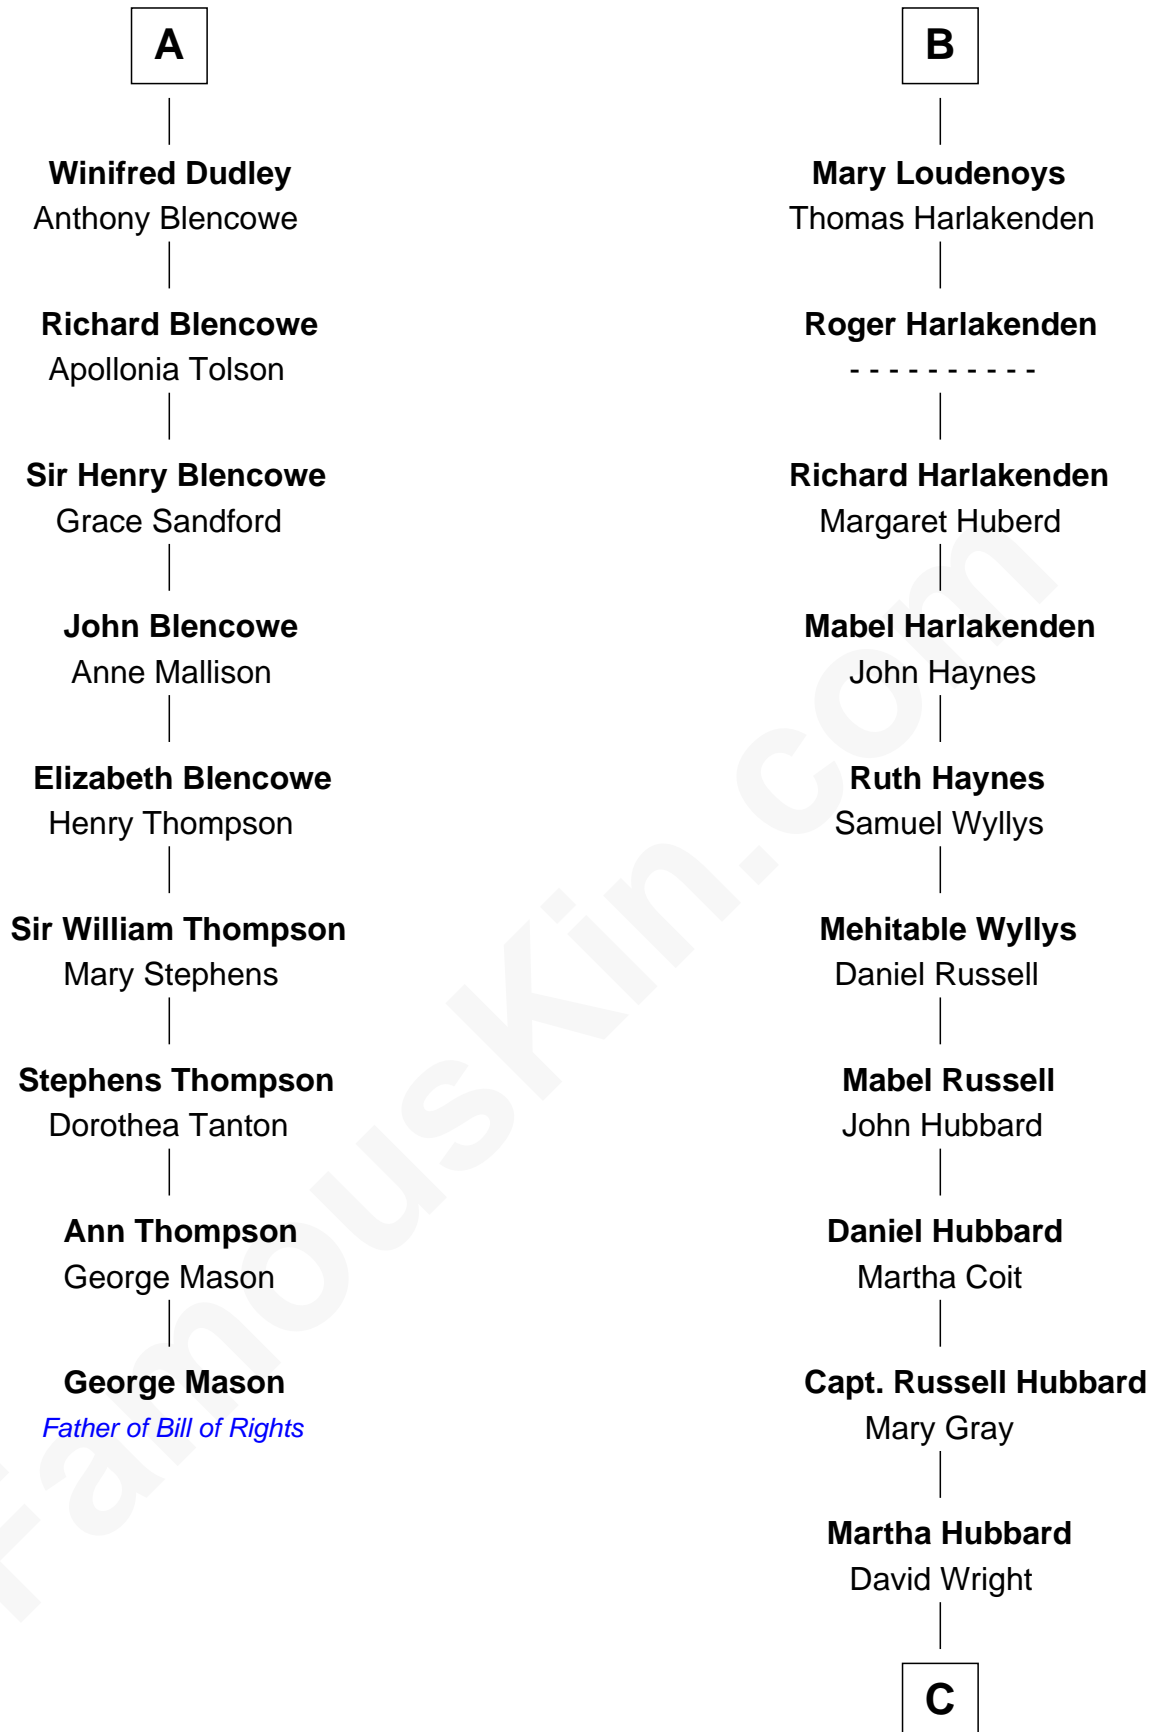 A
Winifred Dudley
Anthony Blencowe
Richard Blencowe
Apollonia Tolson
Sir Henry Blencowe
Grace Sandford
John Blencowe
Anne Mallison
Elizabeth Blencowe
Henry Thompson
Sir William Thompson
Mary Stephens
Stephens Thompson
Dorothea Tanton
Ann Thompson
George Mason
George Mason
Father of Bill of Rights
B
Mary Loudenoys
Thomas Harlakenden
Roger Harlakenden
- - - - - - - - - -
Richard Harlakenden
Margaret Huberd
Mabel Harlakenden
John Haynes
Ruth Haynes
Samuel Wyllys
Mehitable Wyllys
Daniel Russell
Mabel Russell
John Hubbard
Daniel Hubbard
Martha Coit
Capt. Russell Hubbard
Mary Gray
Martha Hubbard
David Wright
C
FamousKin.com